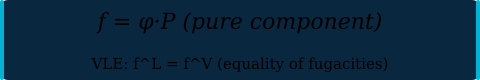 f = φ·P (pure component)
VLE: f^L = f^V (equality of fugacities)